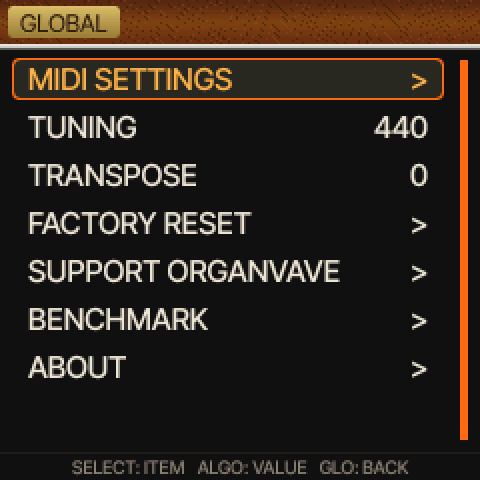 GLOBAL
MIDI SETTINGS >
TUNING 440
TRANSPOSE 0
FACTORY RESET >
SUPPORT ORGANVAVE >
BENCHMARK >
ABOUT >
SELECT: ITEM ALGO: VALUE GLO: BACK